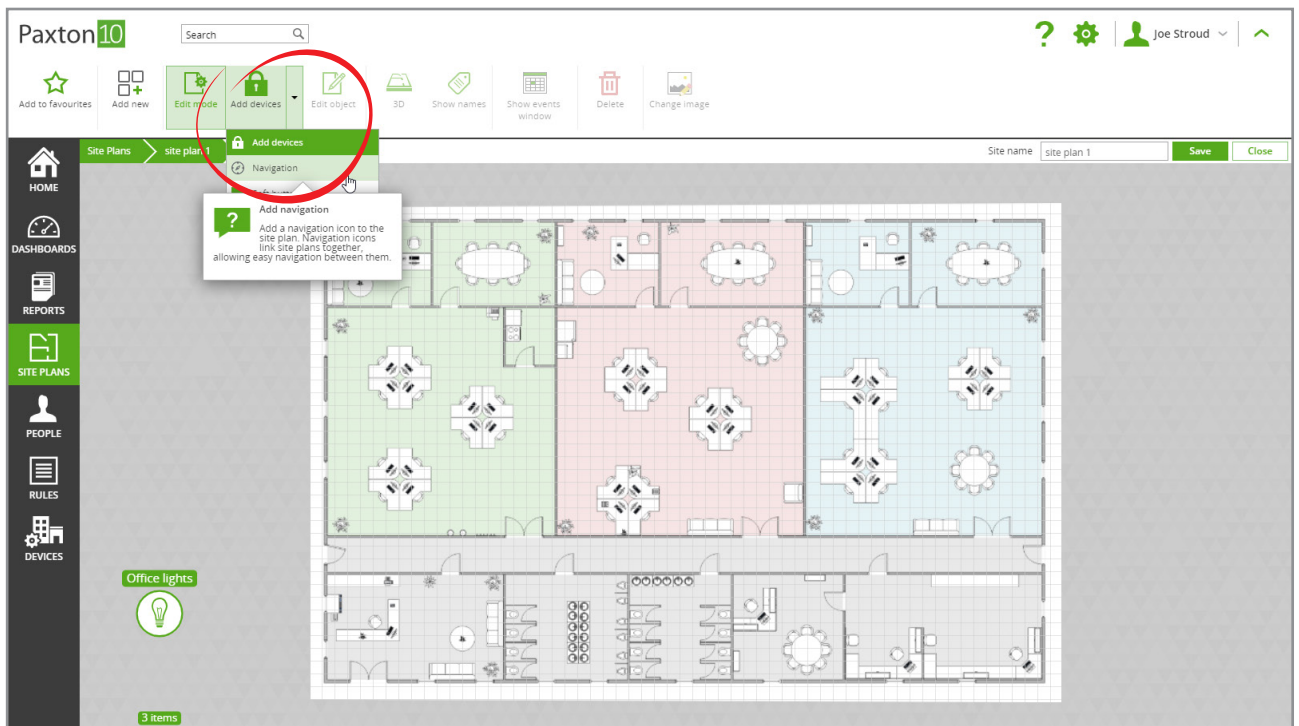 Paxton 10
Search
Joe Stroud
Add to favourites
Add new
Edit mode
Add devices
Edit object
3D
Show names
Show events
window
Delete
Change image
Site Plans
site plan 1
Site name
site plan 1
Save
Close
Add devices
Navigation
?
Add navigation
Add a navigation icon to the
site plan. Navigation icons
link site plans together,
allowing easy navigation between them.
HOME
DASHBOARDS
REPORTS
SITE PLANS
PEOPLE
RULES
DEVICES
Office lights
3 items